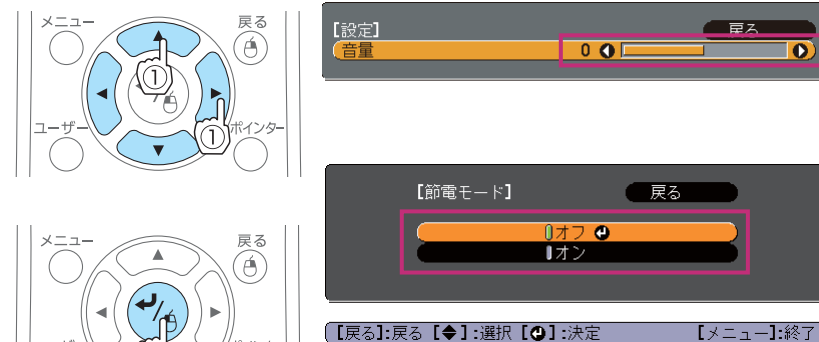 メニュー
戻る
①
①
ユーザー
ポインター
[設定]
戻る
音量 0
[節電モード]
戻る
オフ
オン
メニュー
戻る
[戻る]:戻る [◆]:選択 [↵]:決定 [メニュー]:終了